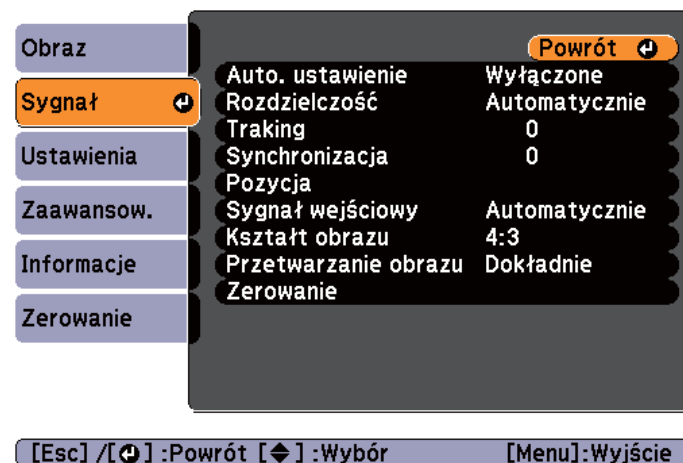 Obraz
Sygnał
Ustawienia
Zaawansow.
Informacje
Zerowanie
Powrót
Auto. ustawienie Wyłączone
Rozdzielczość Automatycznie
Traking 0
Synchronizacja 0
Pozycja
Sygnał wejściowy Automatycznie
Kształt obrazu 4:3
Przetwarzanie obrazu Dokładnie
Zerowanie
[Esc] /[⏎] :Powrót [◆] :Wybór [Menu]:Wyjście